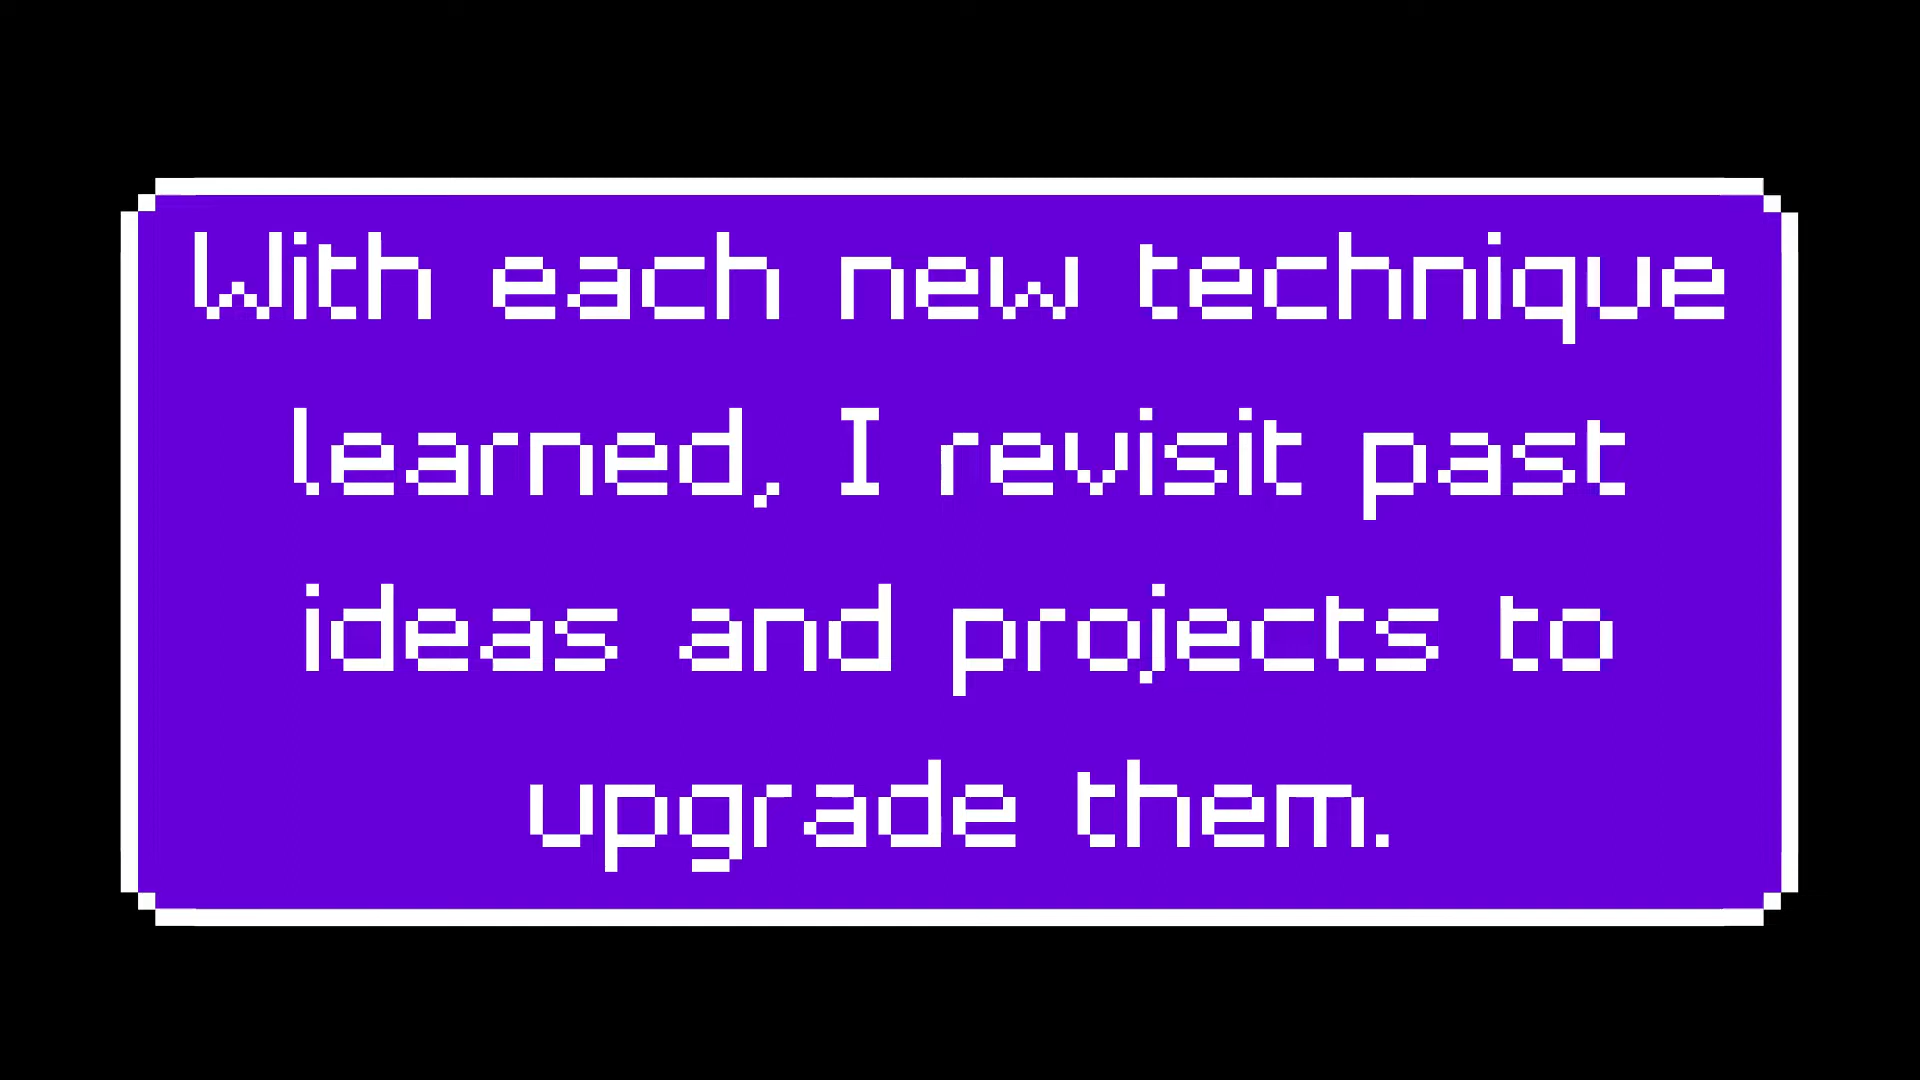 With each new technique
learned, I revisit past
ideas and projects to
upgrade them.